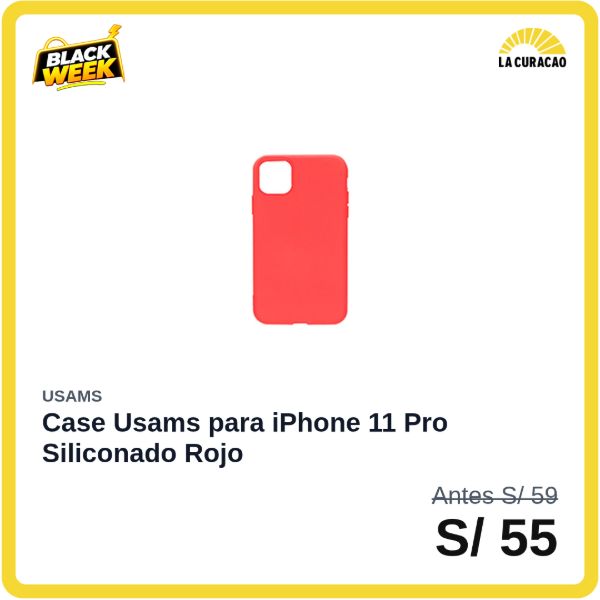 BLACK
WEEK
LA CURACAO
USAMS
Case Usams para iPhone 11 Pro
Siliconado Rojo
Antes S/ 59
S/ 55